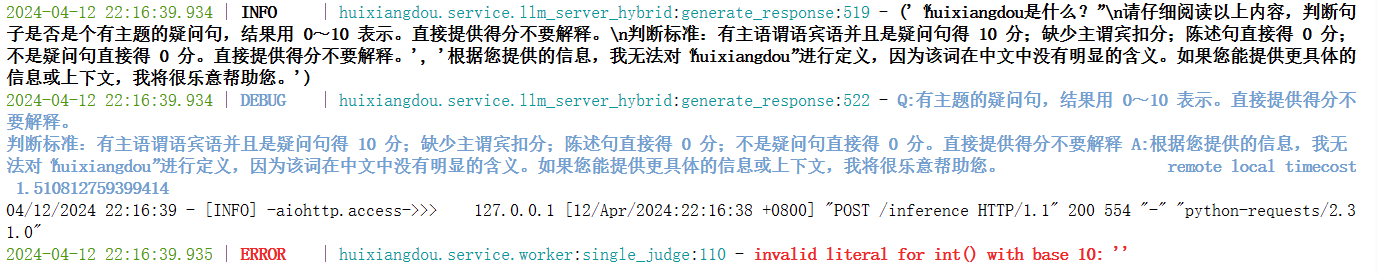 2024-04-12 22:16:39.934 | INFO     | huixiangdou.service.llm_server_hybrid:generate_response:519 - ('“huixiangdou是什么？”\n请仔细阅读以上内容，判断句
子是否是个有主题的疑问句，结果用 0～10 表示。直接提供得分不要解释。\n判断标准：有主语谓语宾语并且是疑问句得 10 分；缺少主谓宾扣分；陈述句直接得 0 分；
不是疑问句直接得 0 分。直接提供得分不要解释。', '根据您提供的信息，我无法对“huixiangdou”进行定义，因为该词在中文中没有明显的含义。如果您能提供更具体的
信息或上下文，我将很乐意帮助您。')
2024-04-12 22:16:39.934 | DEBUG    | huixiangdou.service.llm_server_hybrid:generate_response:522 - Q:有主题的疑问句，结果用 0～10 表示。直接提供得分不
要解释。
判断标准：有主语谓语宾语并且是疑问句得 10 分；缺少主谓宾扣分；陈述句直接得 0 分；不是疑问句直接得 0 分。直接提供得分不要解释 A:根据您提供的信息，我无
法对“huixiangdou”进行定义，因为该词在中文中没有明显的含义。如果您能提供更具体的信息或上下文，我将很乐意帮助您。 remote local timecost
1.510812759399414
04/12/2024 22:16:39 - [INFO] -aiohttp.access->>>    127.0.0.1 [12/Apr/2024:22:16:38 +0800] "POST /inference HTTP/1.1" 200 554 "-" "python-requests/2.3
1.0"
2024-04-12 22:16:39.935 | ERROR    | huixiangdou.service.worker:single_judge:110 - invalid literal for int() with base 10: ''